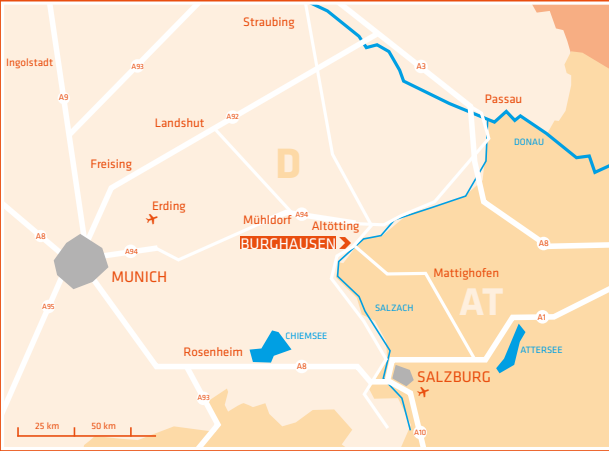 Straubing
Ingolstadt
A93
A3
A9
Passau
A92
Landshut
DONAU
D
Freising
Erding
Mühldorf
A94
Altötting
A8
BURGHAUSEN
A8
A94
MUNICH
Mattighofen
AT
A95
SALZACH
A1
CHIEMSEE
Rosenheim
ATTERSEE
A8
SALZBURG
A93
25 km
50 km
A10